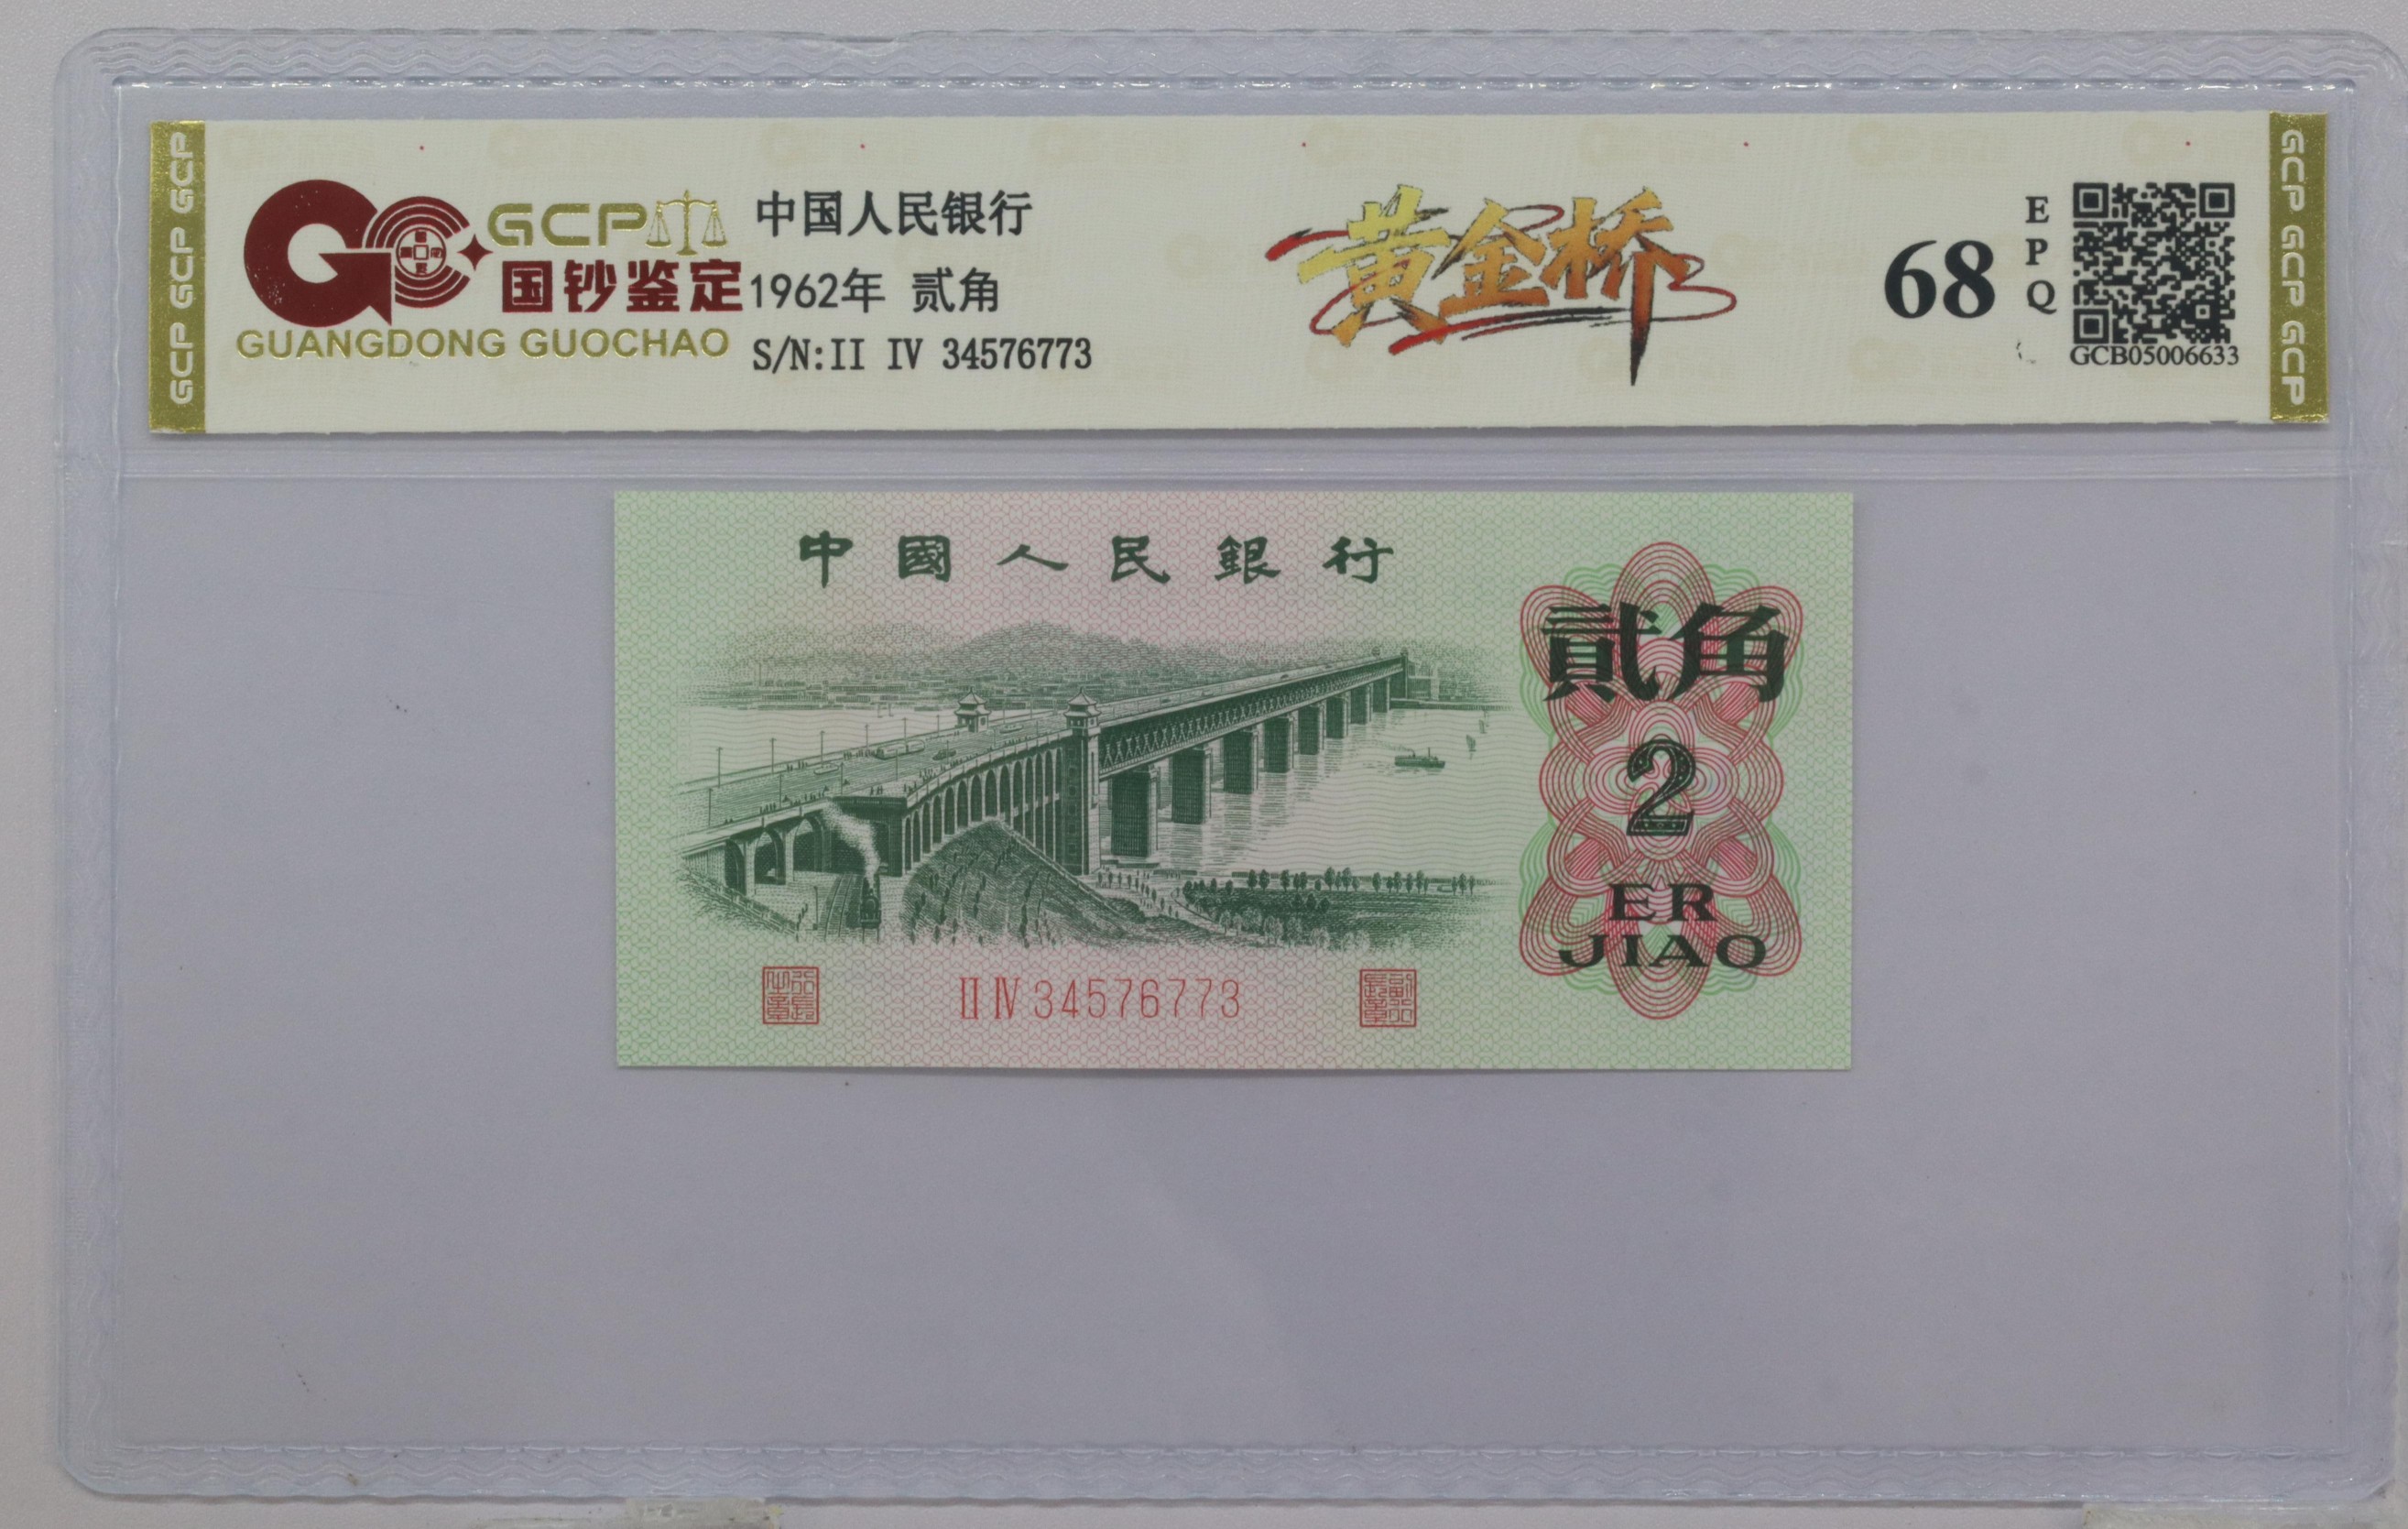 GCP GCP GCP
GCP
国钞鉴定
GUANGDONG GUOCHAO
中国人民银行
1962年 贰角
S/N:II IV 34576773
黄金桥
68
EPQ
GCB05006633
GCP GCP GCP
中國人民銀行
貳角
2
ER
JIAO
II IV 34576773